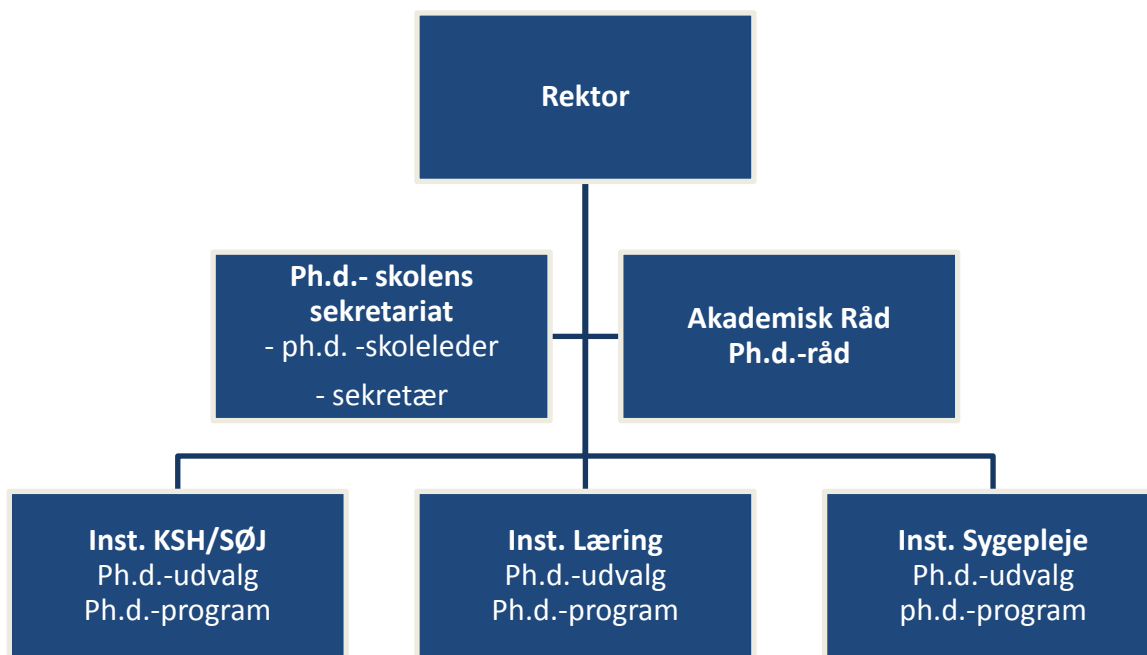 Rektor
Ph.d.- skolens
sekretariat
- ph.d. -skoleleder
- sekretær
Akademisk Råd
Ph.d.-råd
Inst. KSH/SØJ
Ph.d.-udvalg
Ph.d.-program
Inst. Læring
Ph.d.-udvalg
Ph.d.-program
Inst. Sygepleje
Ph.d.-udvalg
ph.d.-program